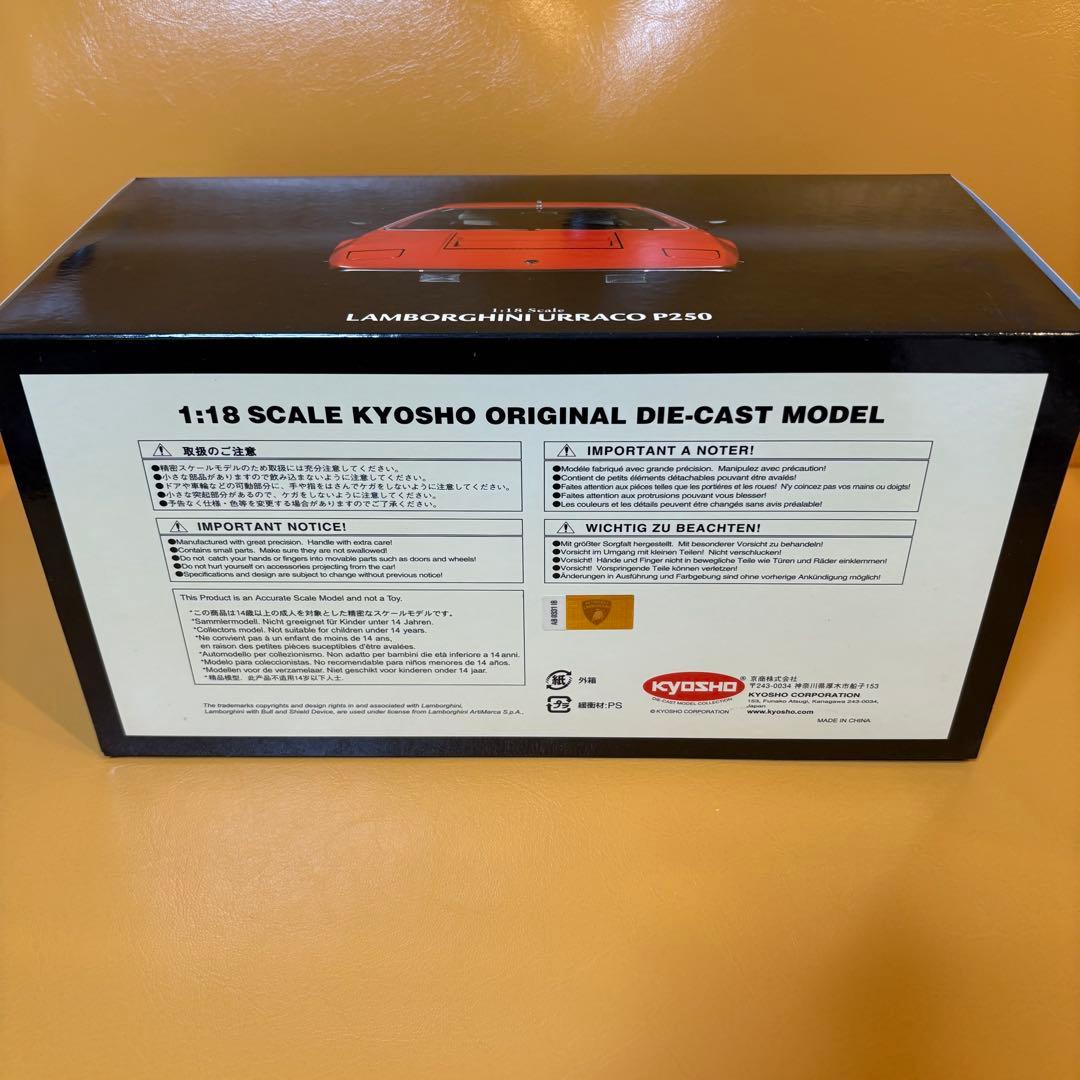 1:18 Scale
LAMBORGHINI URRACO P250
1:18 SCALE KYOSHO ORIGINAL DIE-CAST MODEL
取扱のご注意
●精密スケールモデルのため取扱には充分注意してください。
●小さな部品がありますので飲み込まないように注意してください。
●ドアや車輪などの可動部分に、手や指をはさんでケガをしないように注意してください。
●小さな突起部分があるので、ケガをしないように注意してください。
●予告なく仕様・色等を変更する場合がありますのでご了承ください。
IMPORTANT NOTICE!
●Manufactured with great precision. Handle with extra care!
●Contains small parts. Make sure they are not swallowed!
●Do not catch your hands or fingers into movable parts such as doors and wheels!
●Do not hurt yourself on accessories projecting from the car!
●Specifications and design are subject to change without previous notice!
This Product is an Accurate Scale Model and not a Toy.
*この商品は14歳以上の成人を対象とした精密なスケールモデルです。
*Sammlermodell. Nicht geeignet für Kinder unter 14 Jahren.
*Collectors model. Not suitable for children under 14 years.
*Ne convient pas à un enfant de moins de 14 ans,
en raison des petites pièces suceptibles d'être avalées.
*Automodello per collezionismo. Non adatto per bambini die età inferiore a 14 anni.
*Modelo para coleccionistas. No recomendable para niños menores de 14 años.
*Modellen voor de verzamelaar. Niet geschikt voor kinderen onder 14 jaar.
*精品模型．此产品不适用14岁以下人士．
The trademarks copyrights and design rights in and associated with Lamborghini,
Lamborghini with Bull and Shield Device, are used under license from Lamborghini ArtiMarca S.p.A.,
IMPORTANT A NOTER!
●Modéle fabriqué avec grande précision. Manipulez avec précaution!
●Contient de petits éléments détachables pouvant être avalés!
●Faites attention aux pièces telles que les portiéres et les roues! N'y coincez pas vos mains ou doigts!
●Faites attention aux protrusions pouvant vous blesser!
●Les couleurs et les détails peuvent être changés sans avis préalable!
WICHTIG ZU BEACHTEN!
●Mit größter Sorgfalt hergestellt. Mit besonderer Vorsicht zu behandeln!
●Vorsicht im Umgang mit kleinen Teilen! Nicht verschlucken!
●Vorsicht! Hände und Finger nicht in bewegliche Teile wie Türen und Räder einklemmen!
●Vorsicht! Vorspringende Teile können verletzen!
●Änderungen in Ausführung und Farbgebung sind ohne vorherige Ankündigung möglich!
紙 外箱
プラ 緩衝材:PS
KYOSHO®
DIE-CAST MODEL COLLECTION
© KYOSHO CORPORATION
京商株式会社
〒243-0034 神奈川県厚木市船子153
KYOSHO CORPORATION
153, Funako Atsugi, Kanagawa 243-0034,
Japan
www.kyosho.com
MADE IN CHINA